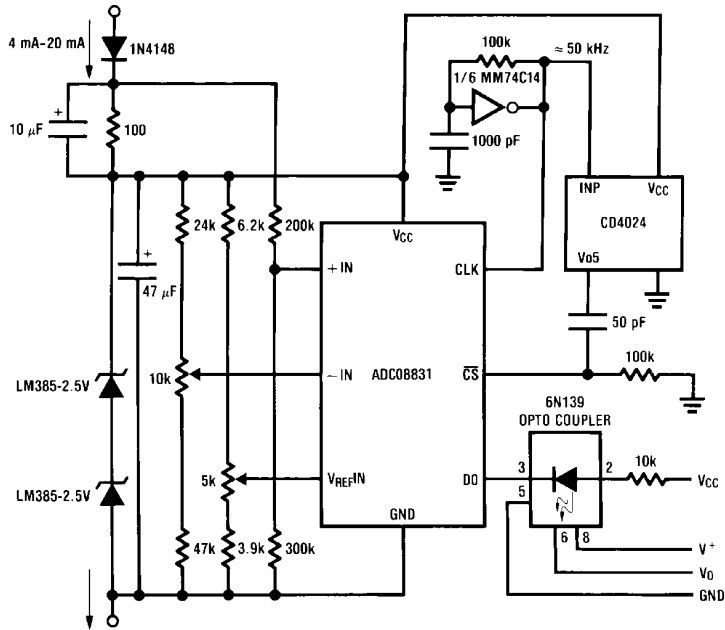 4 mA–20 mA
1N4148
100k
≈ 50 kHz
1/6 MM74C14
10 µF
+
100
1000 pF
INP
VCC
CD4024
Vo5
24k
6.2k
200k
VCC
+
47 µF
+IN
CLK
50 pF
LM385-2.5V
10k
−IN
ADC08831
CS
100k
6N139
OPTO COUPLER
LM385-2.5V
5k
VREFIN
DO
3
2
10k
VCC
5
GND
6
8
47k
3.9k
300k
V+
VO
GND